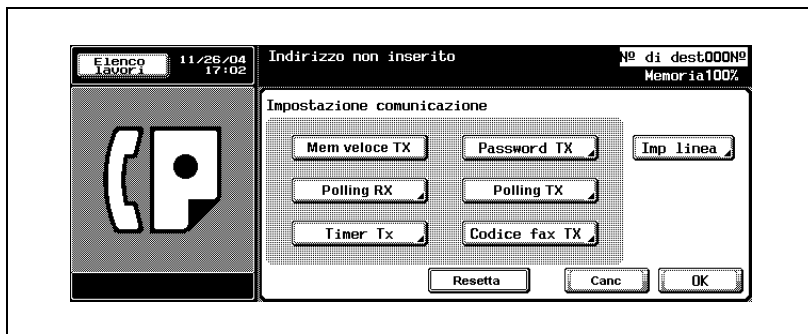 Elenco lavori
11/26/04 17:02
Indirizzo non inserito
Nº di dest000Nº
Memoria100%
Impostazione comunicazione
Mem veloce TX
Password TX
Imp linea
Polling RX
Polling TX
Timer Tx
Codice fax TX
Resetta
Canc
OK